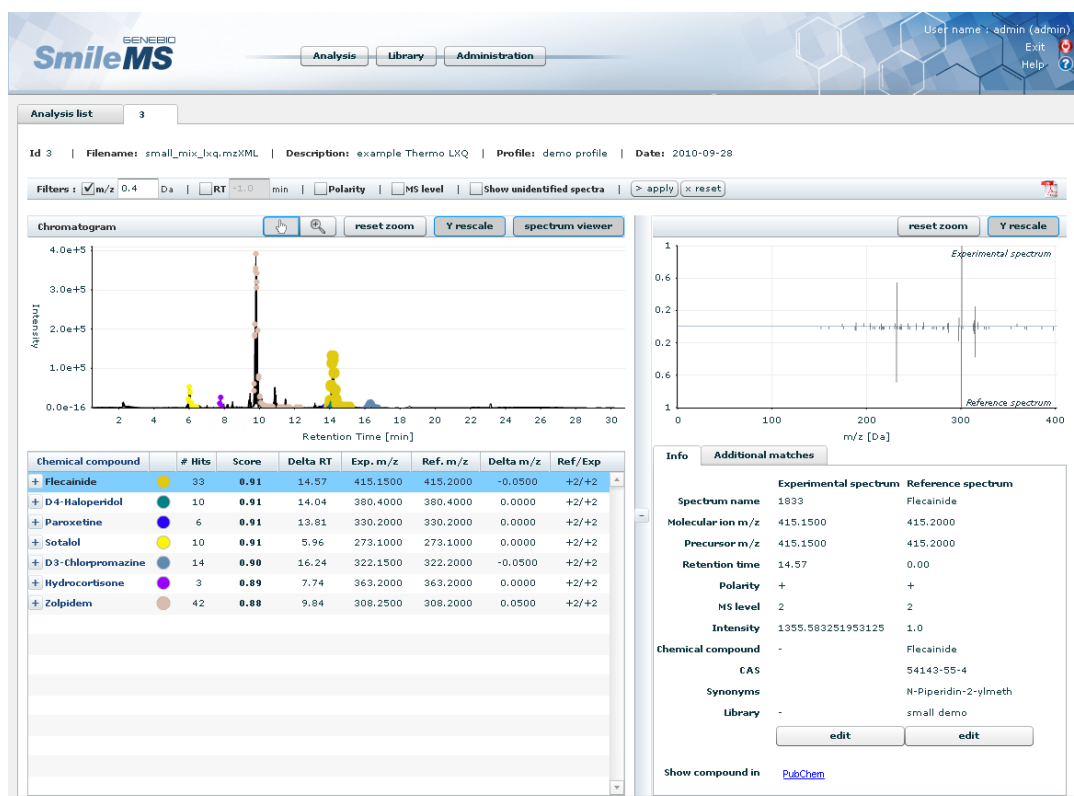 GENEBIO
SmileMS
Analysis Library Administration
User name : admin (admin)
Exit
Help ?
Analysis list 3
Id 3 | Filename: small_mix_lxq.mzXML | Description: example Thermo LXQ | Profile: demo profile | Date: 2010-09-28
Filters : m/z 0.4 Da | RT -1.0 min | Polarity | MS level | Show unidentified spectra | > apply x reset
Chromatogram reset zoom Y rescale spectrum viewer
4.0e+5
3.0e+5
2.0e+5
1.0e+5
0.0e-16
Intensity
2 4 6 8 10 12 14 16 18 20 22 24 26 28 30
Retention Time [min]
reset zoom Y rescale
Experimental spectrum
1
0.6
0.2
0.2
0.6
1
Reference spectrum
0 100 200 300 400
m/z [Da]
Chemical compound # Hits Score Delta RT Exp. m/z Ref. m/z Delta m/z Ref/Exp
+ Flecainide 33 0.91 14.57 415.1500 415.2000 -0.0500 +2/+2
+ D4-Haloperidol 10 0.91 14.04 380.4000 380.4000 0.0000 +2/+2
+ Paroxetine 6 0.91 13.81 330.2000 330.2000 0.0000 +2/+2
+ Sotalol 10 0.91 5.96 273.1000 273.1000 0.0000 +2/+2
+ D3-Chlorpromazine 14 0.90 16.24 322.1500 322.2000 -0.0500 +2/+2
+ Hydrocortisone 3 0.89 7.74 363.2000 363.2000 0.0000 +2/+2
+ Zolpidem 42 0.88 9.84 308.2500 308.2000 0.0500 +2/+2
Info Additional matches
Experimental spectrum Reference spectrum
Spectrum name 1833 Flecainide
Molecular ion m/z 415.1500 415.2000
Precursor m/z 415.1500 415.2000
Retention time 14.57 0.00
Polarity + +
MS level 2 2
Intensity 1355.583251953125 1.0
Chemical compound - Flecainide
CAS 54143-55-4
Synonyms N-Piperidin-2-ylmeth
Library - small demo
edit edit
Show compound in PubChem